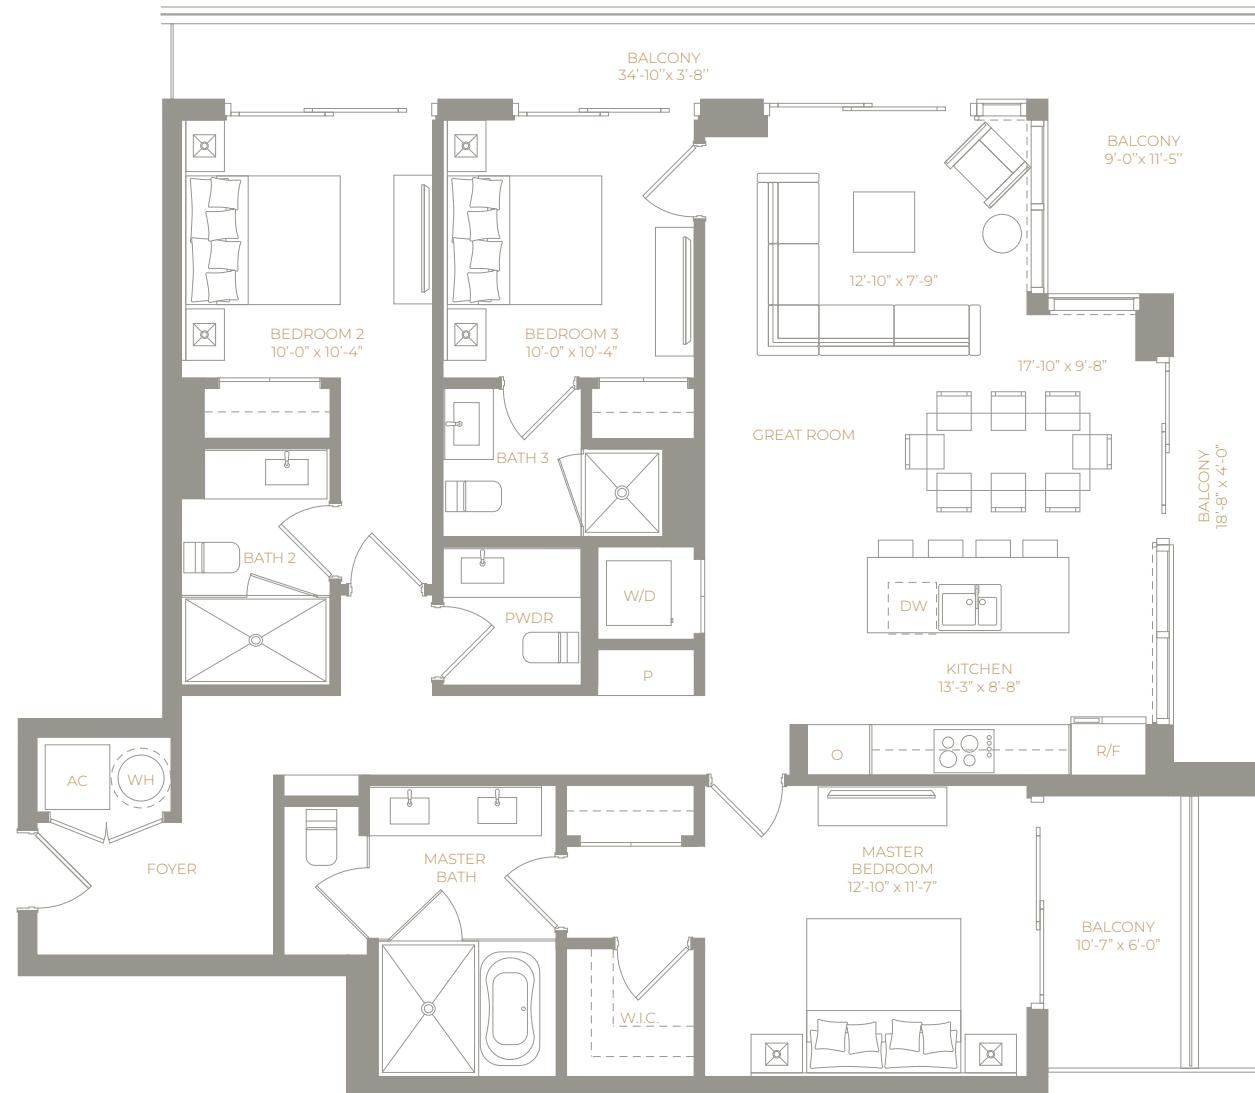 BALCONY
34'-10''x 3'-8''
BALCONY
9'-0''x 11'-5''
12'-10” x 7'-9”
BEDROOM 2
10'-0” x 10'-4”
BEDROOM 3
10'-0” x 10'-4”
17'-10” x 9'-8”
GREAT ROOM
BALCONY
18'-8” x 4'-0”
BATH 3
BATH 2
W/D
DW
PWDR
P
KITCHEN
13'-3” x 8'-8”
O
R/F
AC
WH
FOYER
MASTER
BATH
MASTER
BEDROOM
12'-10” x 11'-7”
BALCONY
10'-7” x 6'-0”
W.I.C.